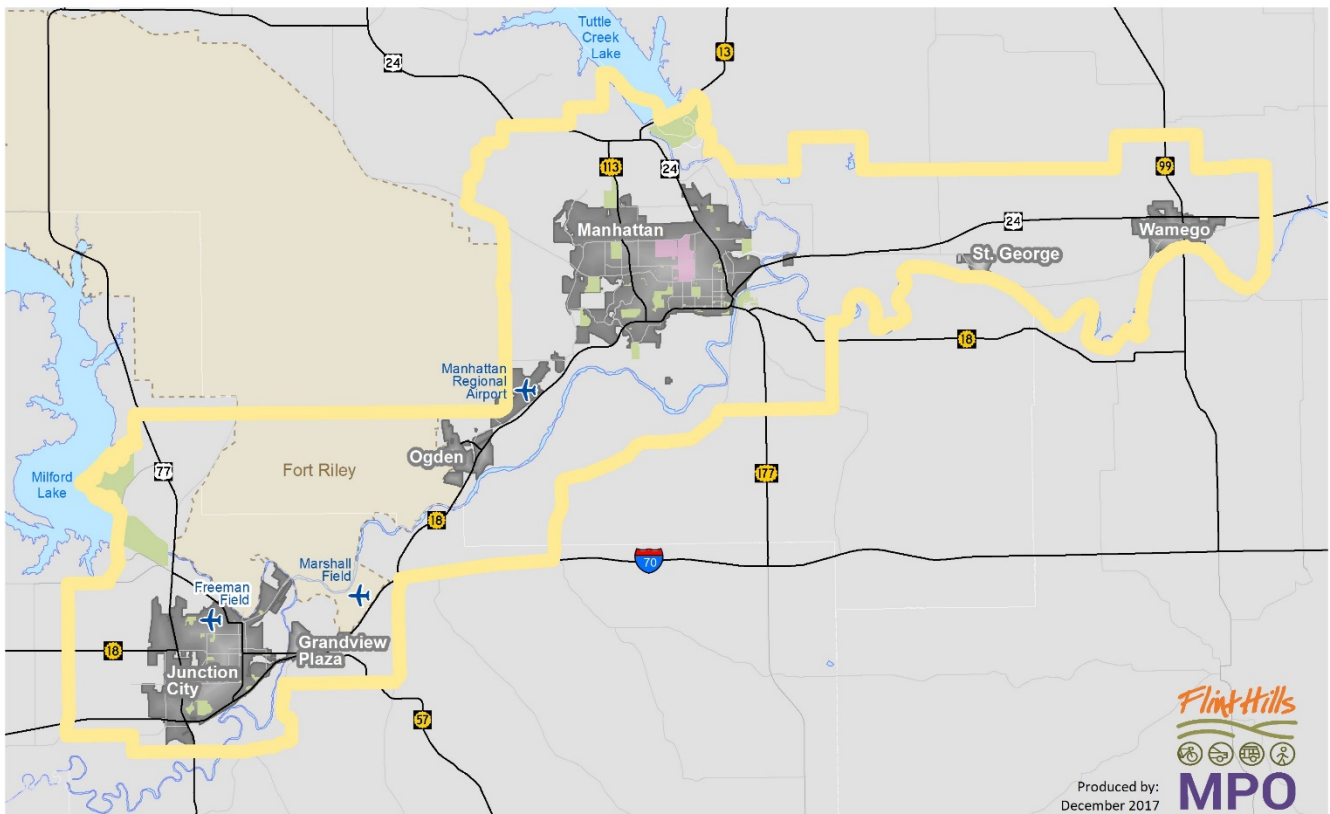 Tuttle
Creek
Lake
13
24
113
24
99
Manhattan
24
Wamego
St. George
18
Manhattan
Regional
Airport
Ogden
Fort Riley
77
Milford
Lake
177
18
70
Marshall
Field
Freeman
Field
18
Grandview
Plaza
Junction
City
57
Flint Hills
MPO
Produced by:
December 2017